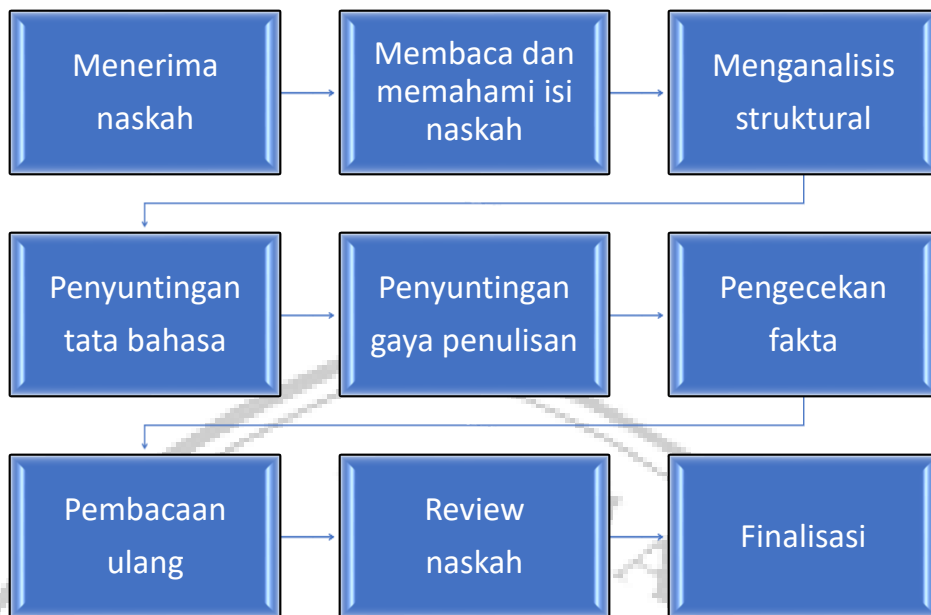 Menerima
naskah
Membaca dan
memahami isi
naskah
Menganalisis
struktural
Penyuntingan
tata bahasa
Penyuntingan
gaya penulisan
Pengecekan
fakta
Pembacaan
ulang
Review
naskah
Finalisasi